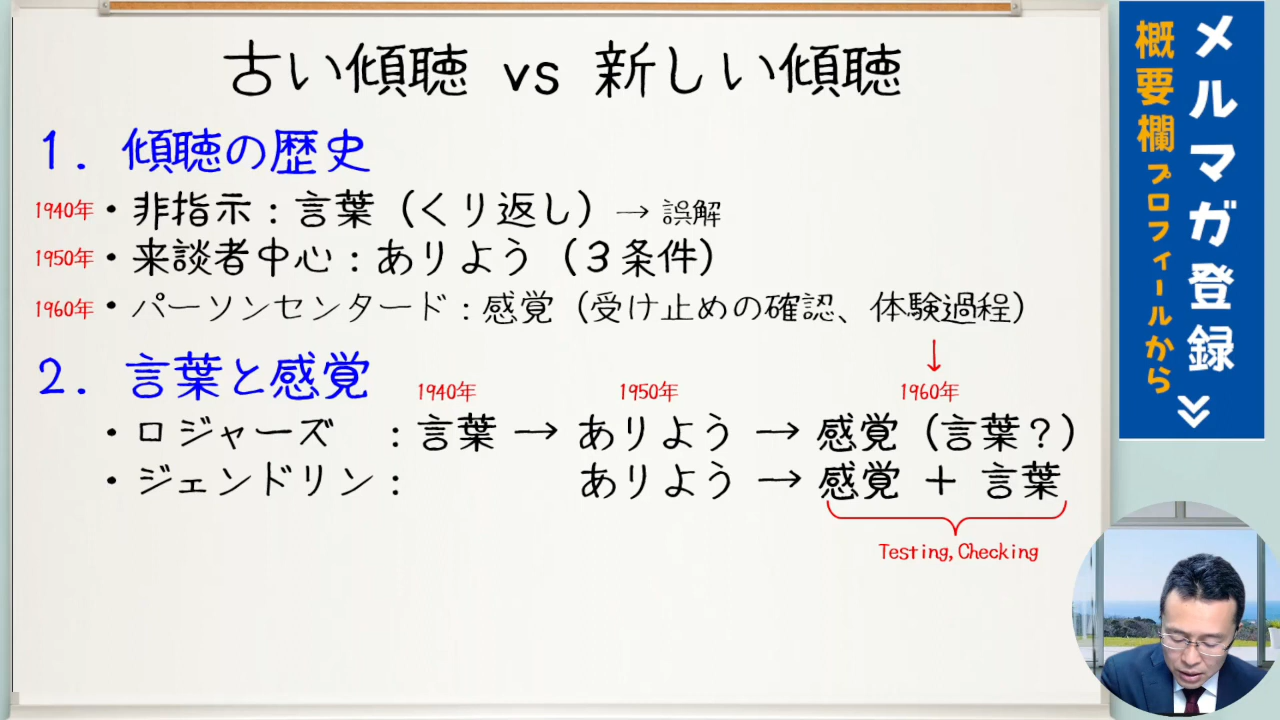 古い傾聴 vs 新しい傾聴
1. 傾聴の歴史
1940年・非指示：言葉（くり返し）→ 誤解
1950年・来談者中心：ありよう（3条件）
1960年・パーソンセンタード：感覚（受け止めの確認、体験過程）
↓
2. 言葉と感覚
1940年 1950年 1960年
・ロジャーズ ：言葉 → ありよう → 感覚（言葉？）
・ジェンドリン： ありよう → 感覚 ＋ 言葉
Testing, Checking
メルマガ登録
概要欄プロフィールから